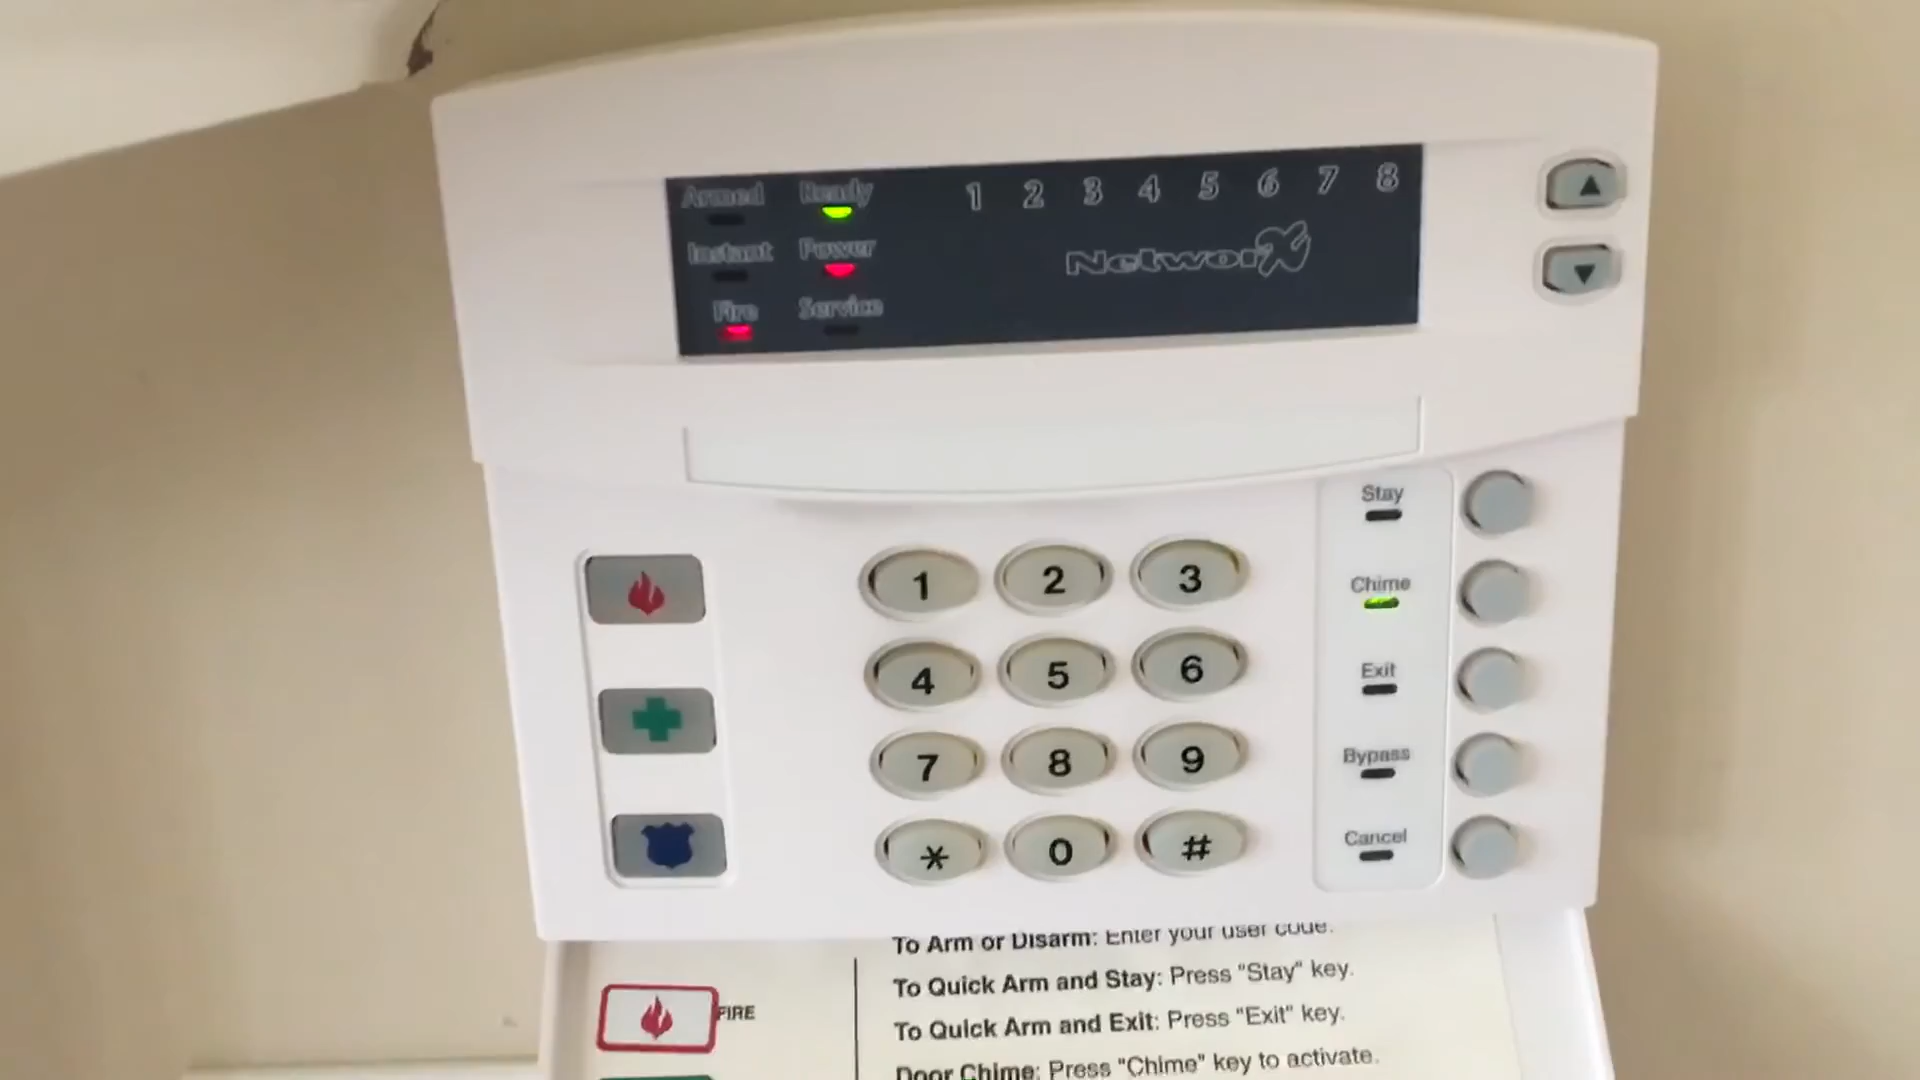 Armed Ready 1 2 3 4 5 6 7 8
Instant Power NetworX
Fire Service
Stay
Chime
Exit
Bypass
Cancel
1 2 3
4 5 6
7 8 9
* 0 #
To Arm or Disarm: Enter your user code.
To Quick Arm and Stay: Press "Stay" key.
FIRE
To Quick Arm and Exit: Press "Exit" key.
Door Chime: Press "Chime" key to activate.